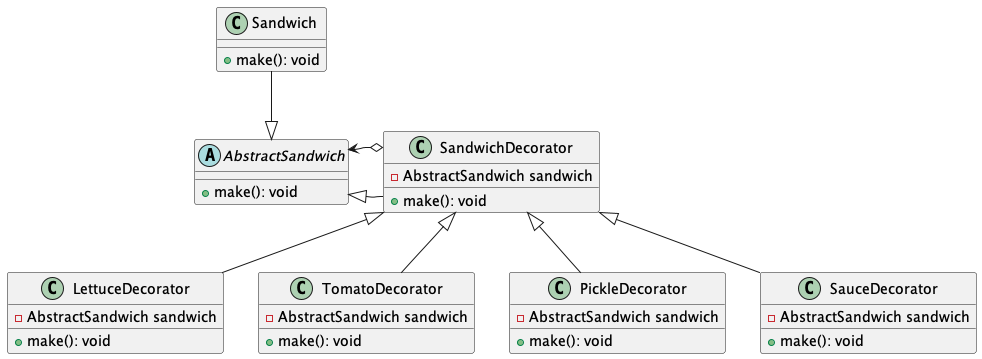 C Sandwich
make(): void
A AbstractSandwich
make(): void
C SandwichDecorator
AbstractSandwich sandwich
make(): void
C LettuceDecorator
AbstractSandwich sandwich
make(): void
C TomatoDecorator
AbstractSandwich sandwich
make(): void
C PickleDecorator
AbstractSandwich sandwich
make(): void
C SauceDecorator
AbstractSandwich sandwich
make(): void